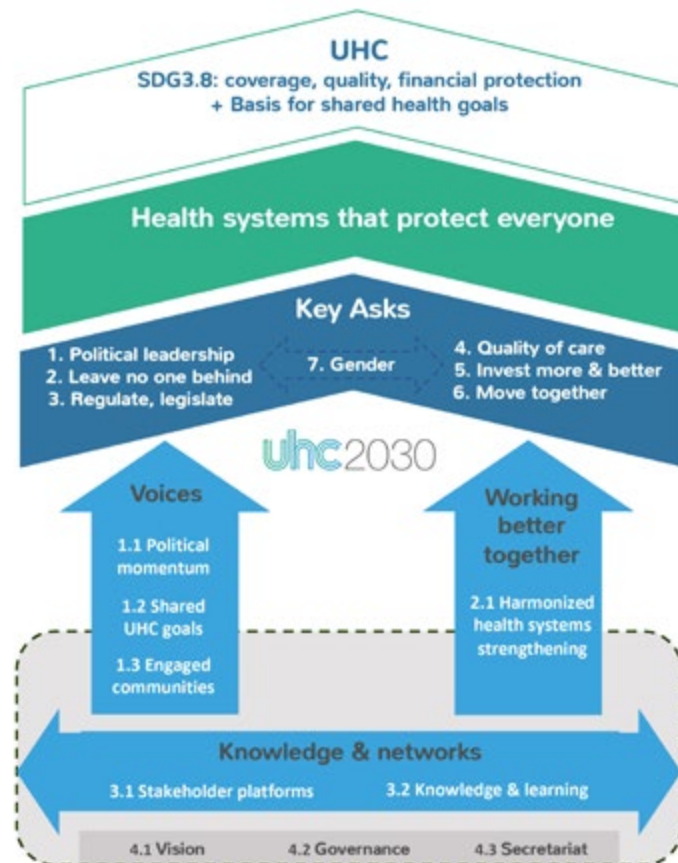 UHC
SDG3.8: coverage, quality, financial protection
+ Basis for shared health goals
Health systems that protect everyone
Key Asks
1. Political leadership
2. Leave no one behind
3. Regulate, legislate
7. Gender
4. Quality of care
5. Invest more & better
6. Move together
uhc2030
Voices
1.1 Political
momentum
1.2 Shared
UHC goals
1.3 Engaged
communities
Working
better
together
2.1 Harmonized
health systems
strengthening
Knowledge & networks
3.1 Stakeholder platforms
3.2 Knowledge & learning
4.1 Vision
4.2 Governance
4.3 Secretariat